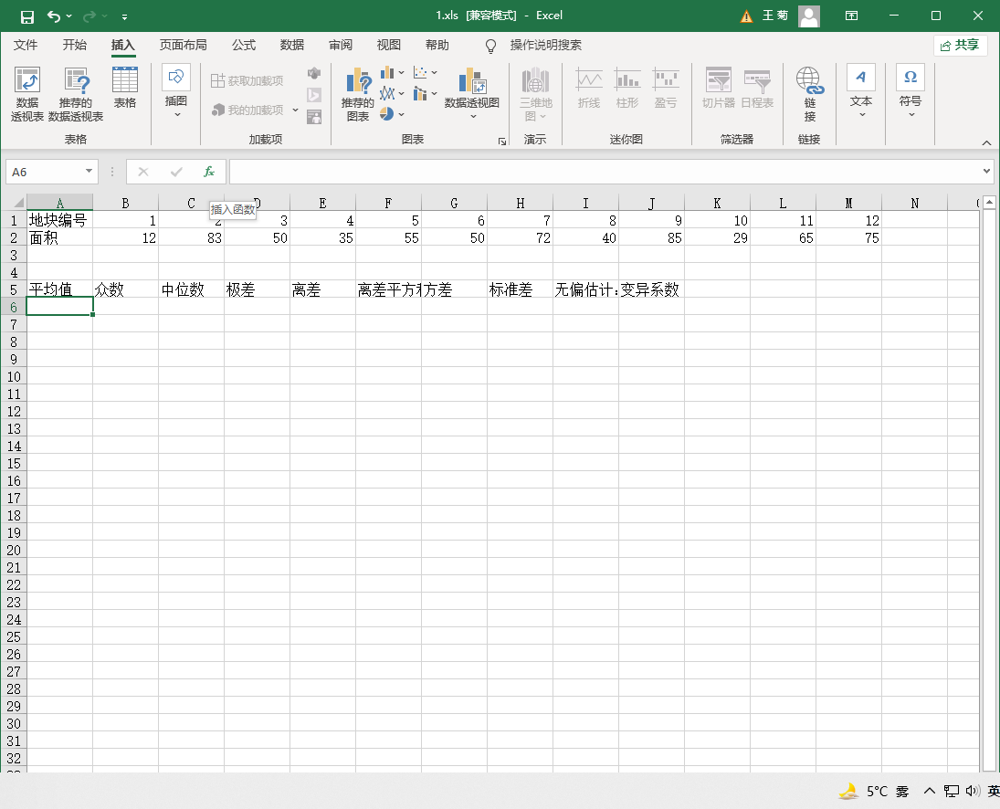 1.xls [兼容模式] - Excel 王 菊
文件 开始 插入 页面布局 公式 数据 审阅 视图 帮助 操作说明搜索 共享
数据透视表 推荐的数据透视表 表格 插图 获取加载项 我的加载项 推荐的图表 数据透视图 三维地图 折线 柱形 盈亏 切片器 日程表 链接 文本 符号
表格 加载项 图表 演示 迷你图 筛选器 链接
A6 fx
A B C D E F G H I J K L M N
插入函数
1 地块编号 1 2 3 4 5 6 7 8 9 10 11 12
2 面积 12 83 50 35 55 50 72 40 85 29 65 75
3
4
5 平均值 众数 中位数 极差 离差 离差平方和 方差 标准差 无偏估计: 变异系数
6
7
8
9
10
11
12
13
14
15
16
17
18
19
20
21
22
23
24
25
26
27
28
29
30
31
32
5°C 雾 英